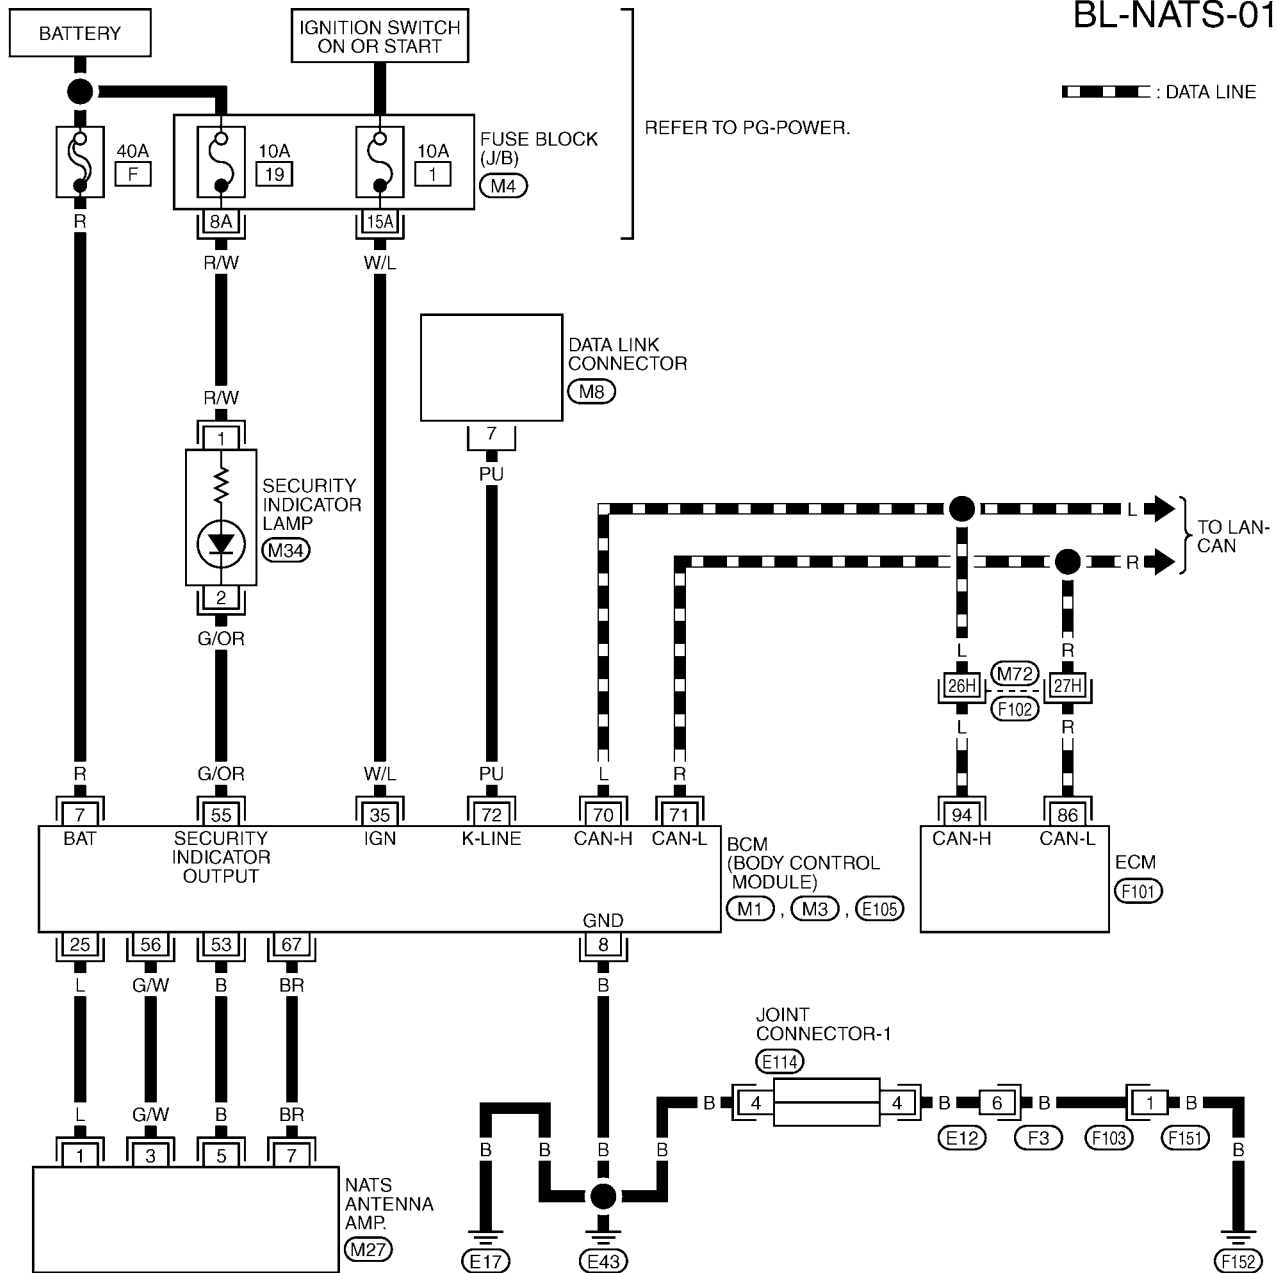 BL-NATS-01
BATTERY
IGNITION SWITCH
ON OR START
: DATA LINE
REFER TO PG-POWER.
40A
F
10A
19
10A
1
FUSE BLOCK
(J/B)
M4
R
8A
15A
R/W
W/L
DATA LINK
CONNECTOR
M8
R/W
1
7
PU
SECURITY
INDICATOR
LAMP
M34
L
R
TO LAN-
CAN
2
G/OR
L
R
26H
M72
27H
F102
L
R
R
G/OR
W/L
PU
L
R
7
55
35
72
70
71
94
86
BAT
SECURITY
INDICATOR
OUTPUT
IGN
K-LINE
CAN-H
CAN-L
CAN-H
CAN-L
BCM
(BODY CONTROL
MODULE)
M1 , M3 , E105
ECM
F101
GND
25
56
53
67
8
L
G/W
B
BR
B
JOINT
CONNECTOR-1
E114
L
G/W
B
BR
B
4
4
B
6
B
1
B
E12
F3
F103
F151
1
3
5
7
B
B
B
B
B
NATS
ANTENNA
AMP.
M27
E17
E43
F152